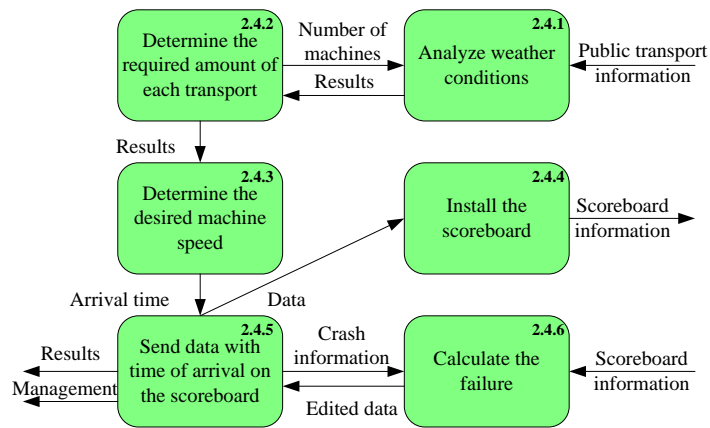 2.4.2
Determine the
required amount of
each transport
Number of
machines
Results
2.4.1
Analyze weather
conditions
Public transport
information
Results
2.4.3
Determine the
desired machine
speed
2.4.4
Install the
scoreboard
Scoreboard
information
Arrival time
Data
2.4.5
Send data with
time of arrival on
the scoreboard
Results
Management
Crash
information
Edited data
2.4.6
Calculate the
failure
Scoreboard
information